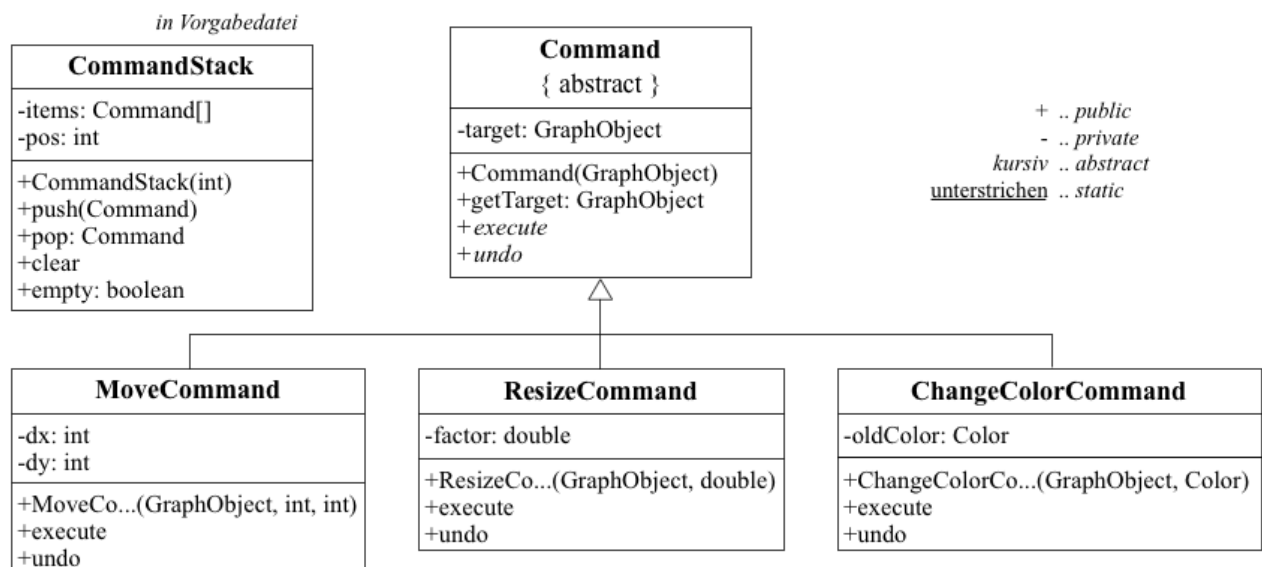 in Vorgabedatei
CommandStack
-items: Command[]
-pos: int
+CommandStack(int)
+push(Command)
+pop: Command
+clear
+empty: boolean
Command
{ abstract }
-target: GraphObject
+Command(GraphObject)
+getTarget: GraphObject
+execute
+undo
+ .. public
- .. private
kursiv .. abstract
unterstrichen .. static
MoveCommand
-dx: int
-dy: int
+MoveCo...(GraphObject, int, int)
+execute
+undo
ResizeCommand
-factor: double
+ResizeCo...(GraphObject, double)
+execute
+undo
ChangeColorCommand
-oldColor: Color
+ChangeColorCo...(GraphObject, Color)
+execute
+undo